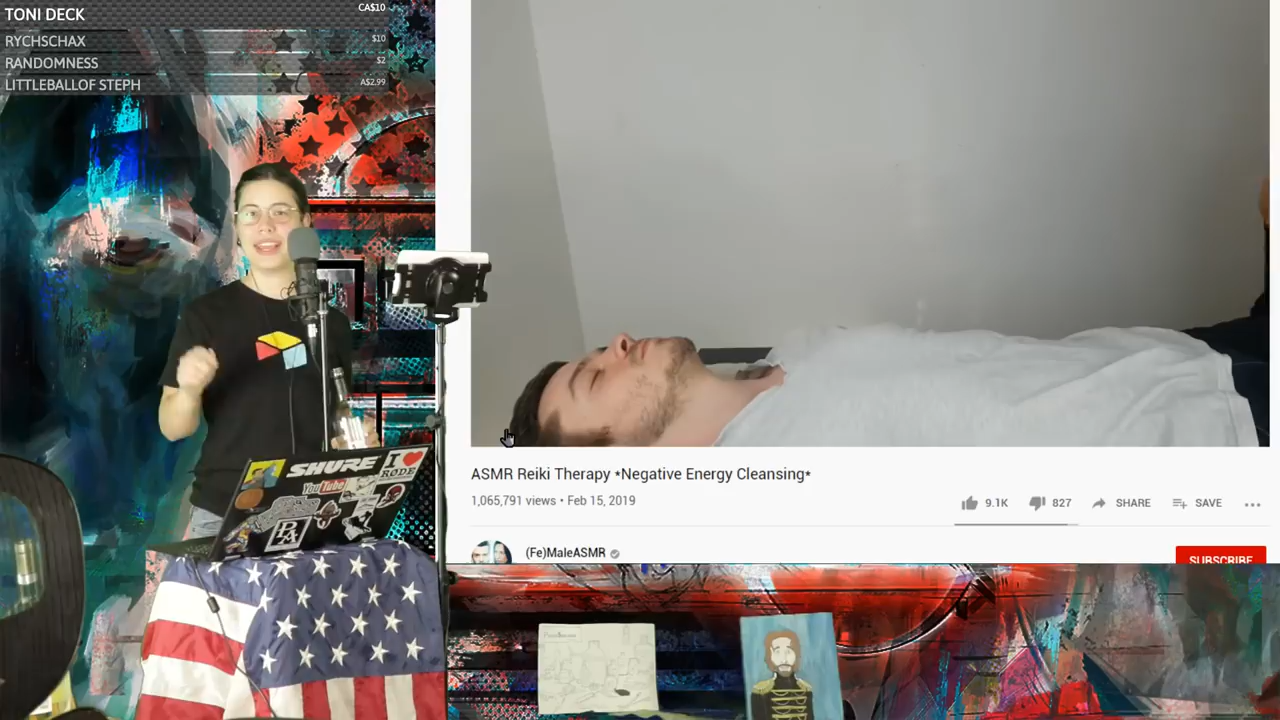 TONI DECK CA$10
RYCHSCHAX $10
RANDOMNESS $2
LITTLEBALLOF STEPH A$2.99
SHURE
I ♥ RØDE
YouTube
ASMR Reiki Therapy *Negative Energy Cleansing*
1,065,791 views • Feb 15, 2019
9.1K 827 SHARE SAVE
(Fe)MaleASMR
SUBSCRIBE